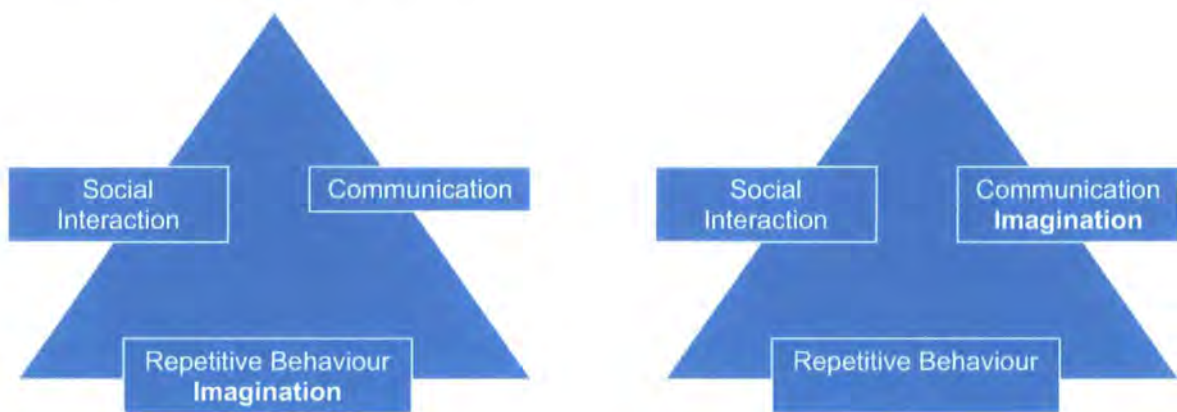 Social
Interaction
Communication
Repetitive Behaviour
Imagination
Social
Interaction
Communication
Imagination
Repetitive Behaviour